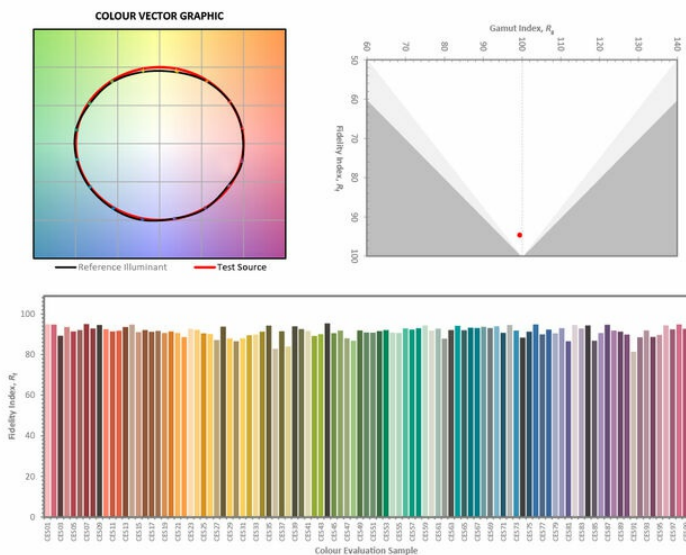 COLOUR VECTOR GRAPHIC
Reference Illuminant
Test Source
Gamut Index, Rg
60
80
100
120
140
50
60
70
80
90
100
Fidelity Index, Rf
100
80
60
40
20
0
Fidelity Index, Rf
CES01 CES03 CES05 CES07 CES09 CES11 CES13 CES15 CES17 CES19 CES21 CES23 CES25 CES27 CES29 CES31 CES33 CES35 CES37 CES39 CES41 CES43 CES45 CES47 CES49 CES51 CES53 CES55 CES57 CES59 CES61 CES63 CES65 CES67 CES69 CES71 CES73 CES75 CES77 CES79 CES81 CES83 CES85 CES87 CES89 CES91 CES93 CES95 CES97
Colour Evaluation Sample